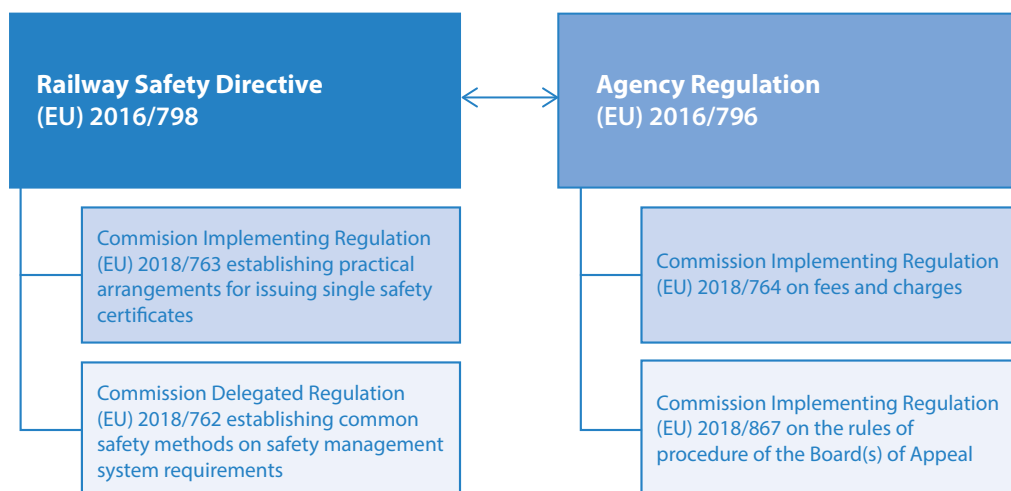 Railway Safety Directive
(EU) 2016/798
Agency Regulation
(EU) 2016/796
Commision Implementing Regulation
(EU) 2018/763 establishing practical
arrangements for issuing single safety
certificates
Commission Delegated Regulation
(EU) 2018/762 establishing common
safety methods on safety management
system requirements
Commission Implementing Regulation
(EU) 2018/764 on fees and charges
Commission Implementing Regulation
(EU) 2018/867 on the rules of
procedure of the Board(s) of Appeal